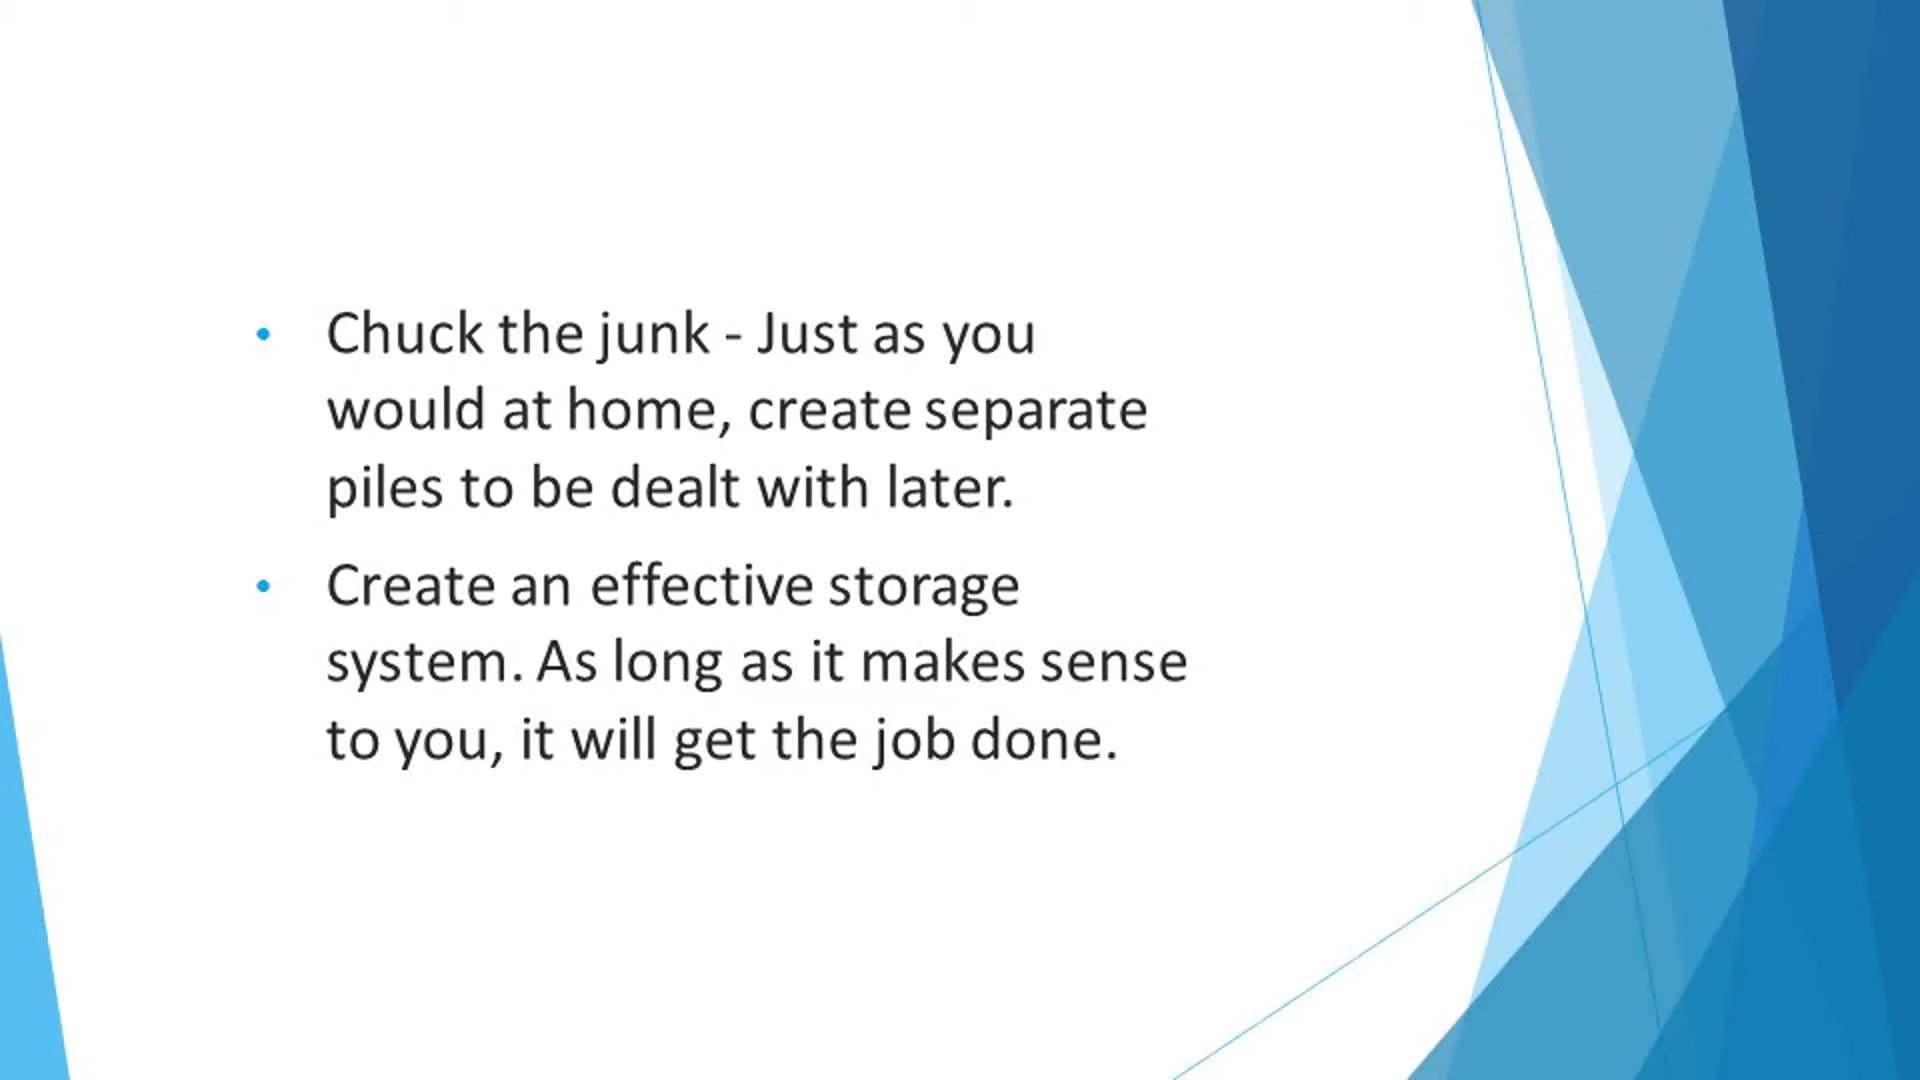 • Chuck the junk - Just as you
would at home, create separate
piles to be dealt with later.
• Create an effective storage
system. As long as it makes sense
to you, it will get the job done.